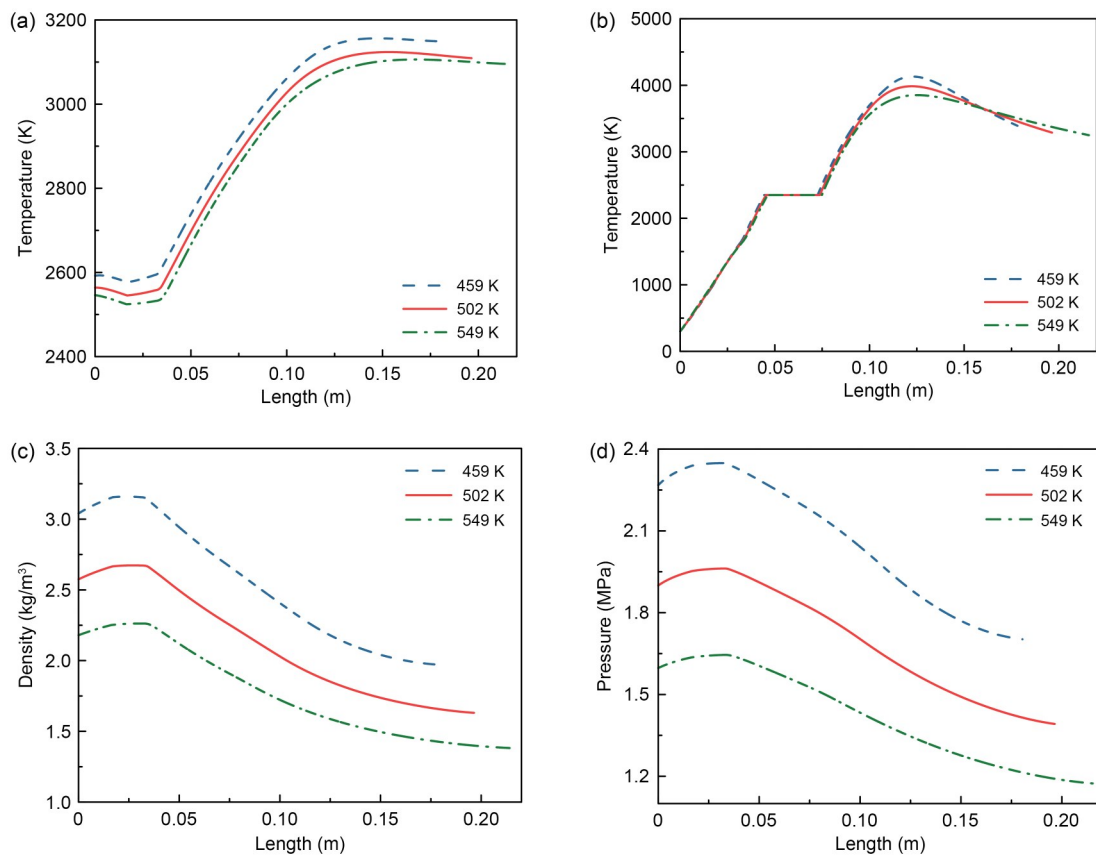 (a)
3200
3000
2800
2600
2400
Temperature (K)
459 K
502 K
549 K
0 0.05 0.10 0.15 0.20
Length (m)
(b)
5000
4000
3000
2000
1000
0
Temperature (K)
459 K
502 K
549 K
0 0.05 0.10 0.15 0.20
Length (m)
(c)
3.5
3.0
2.5
2.0
1.5
1.0
Density (kg/m³)
459 K
502 K
549 K
0 0.05 0.10 0.15 0.20
Length (m)
(d)
2.4
2.1
1.8
1.5
1.2
Pressure (MPa)
459 K
502 K
549 K
0 0.05 0.10 0.15 0.20
Length (m)